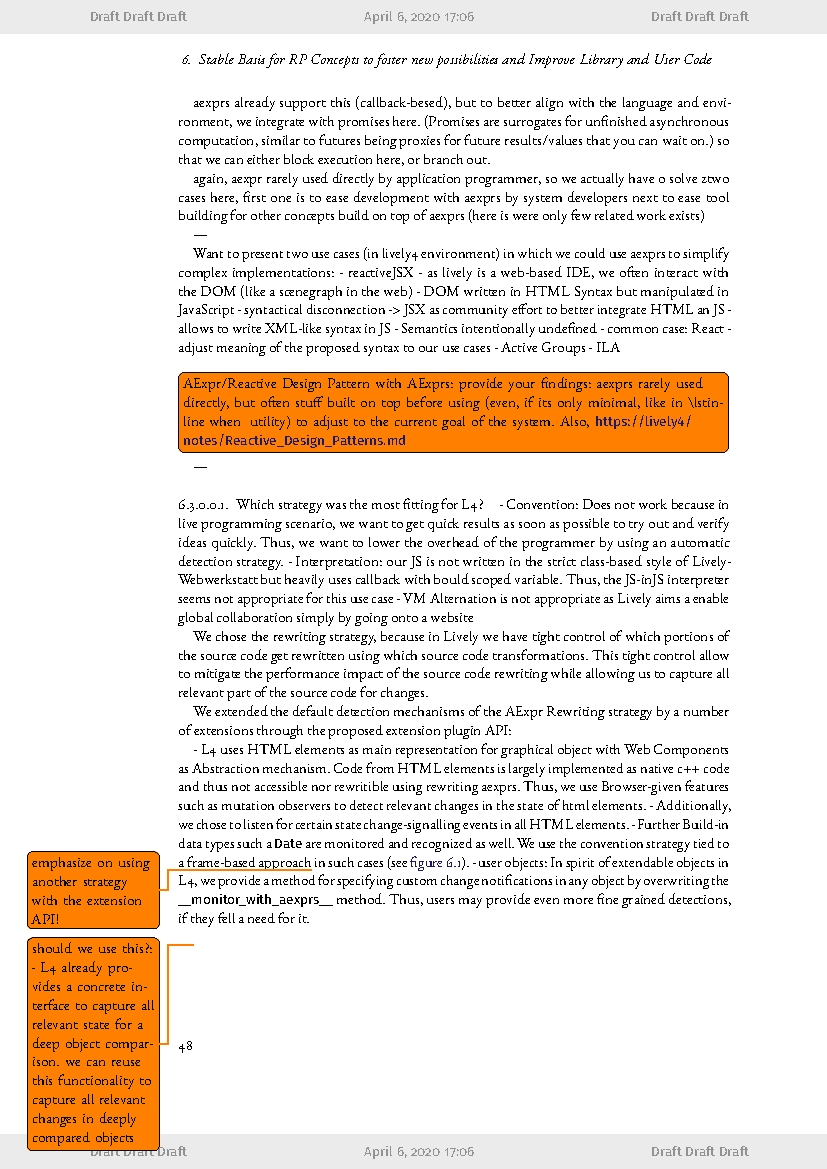 Draft Draft Draft April 6, 2020 17:06 Draft Draft Draft
6. Stable Basis for RP Concepts to foster new possibilities and Improve Library and User Code
aexprs already support this (callback-besed), but to better align with the language and envi-
ronment, we integrate with promises here. (Promises are surrogates for unfinished asynchronous
computation, similar to futures being proxies for future results/values that you can wait on.) so
that we can either block execution here, or branch out.
again, aexpr rarely used directly by application programmer, so we actually have o solve ztwo
cases here, first one is to ease development with aexprs by system developers next to ease tool
building for other concepts build on top of aexprs (here is were only few related work exists)
—
Want to present two use cases (in lively4 environment) in which we could use aexprs to simplify
complex implementations: - reactiveJSX - as lively is a web-based IDE, we often interact with
the DOM (like a scenegraph in the web) - DOM written in HTML Syntax but manipulated in
JavaScript - syntactical disconnection -> JSX as community effort to better integrate HTML an JS -
allows to write XML-like syntax in JS - Semantics intentionally undefined - common case: React -
adjust meaning of the proposed syntax to our use cases - Active Groups - ILA
AExpr/Reactive Design Pattern with AExprs: provide your findings: aexprs rarely used
directly, but often stuff built on top before using (even, if its only minimal, like in \lstin-
line when utility) to adjust to the current goal of the system. Also, https://lively4/
notes/Reactive_Design_Patterns.md
—
6.3.0.0.1. Which strategy was the most fitting for L4? - Convention: Does not work because in
live programming scenario, we want to get quick results as soon as possible to try out and verify
ideas quickly. Thus, we want to lower the overhead of the programmer by using an automatic
detection strategy. - Interpretation: our JS is not written in the strict class-based style of Lively-
Webwerkstatt but heavily uses callback with bould scoped variable. Thus, the JS-inJS interpreter
seems not appropriate for this use case - VM Alternation is not appropriate as Lively aims a enable
global collaboration simply by going onto a website
We chose the rewriting strategy, because in Lively we have tight control of which portions of
the source code get rewritten using which source code transformations. This tight control allow
to mitigate the performance impact of the source code rewriting while allowing us to capture all
relevant part of the source code for changes.
We extended the default detection mechanisms of the AExpr Rewriting strategy by a number
of extensions through the proposed extension plugin API:
- L4 uses HTML elements as main representation for graphical object with Web Components
as Abstraction mechanism. Code from HTML elements is largely implemented as native c++ code
and thus not accessible nor rewritible using rewriting aexprs. Thus, we use Browser-given features
such as mutation observers to detect relevant changes in the state of html elements. - Additionally,
we chose to listen for certain state change-signalling events in all HTML elements. - Further Build-in
data types such a Date are monitored and recognized as well. We use the convention strategy tied to
a frame-based approach in such cases (see figure 6.1). - user objects: In spirit of extendable objects in
L4, we provide a method for specifying custom change notifications in any object by overwriting the
__monitor_with_aexprs__ method. Thus, users may provide even more fine grained detections,
if they fell a need for it.
emphasize on using
another strategy
with the extension
API!
should we use this?:
- L4 already pro-
vides a concrete in-
terface to capture all
relevant state for a
deep object compar-
ison. we can reuse
this functionality to
capture all relevant
changes in deeply
compared objects
48
Draft Draft Draft April 6, 2020 17:06 Draft Draft Draft